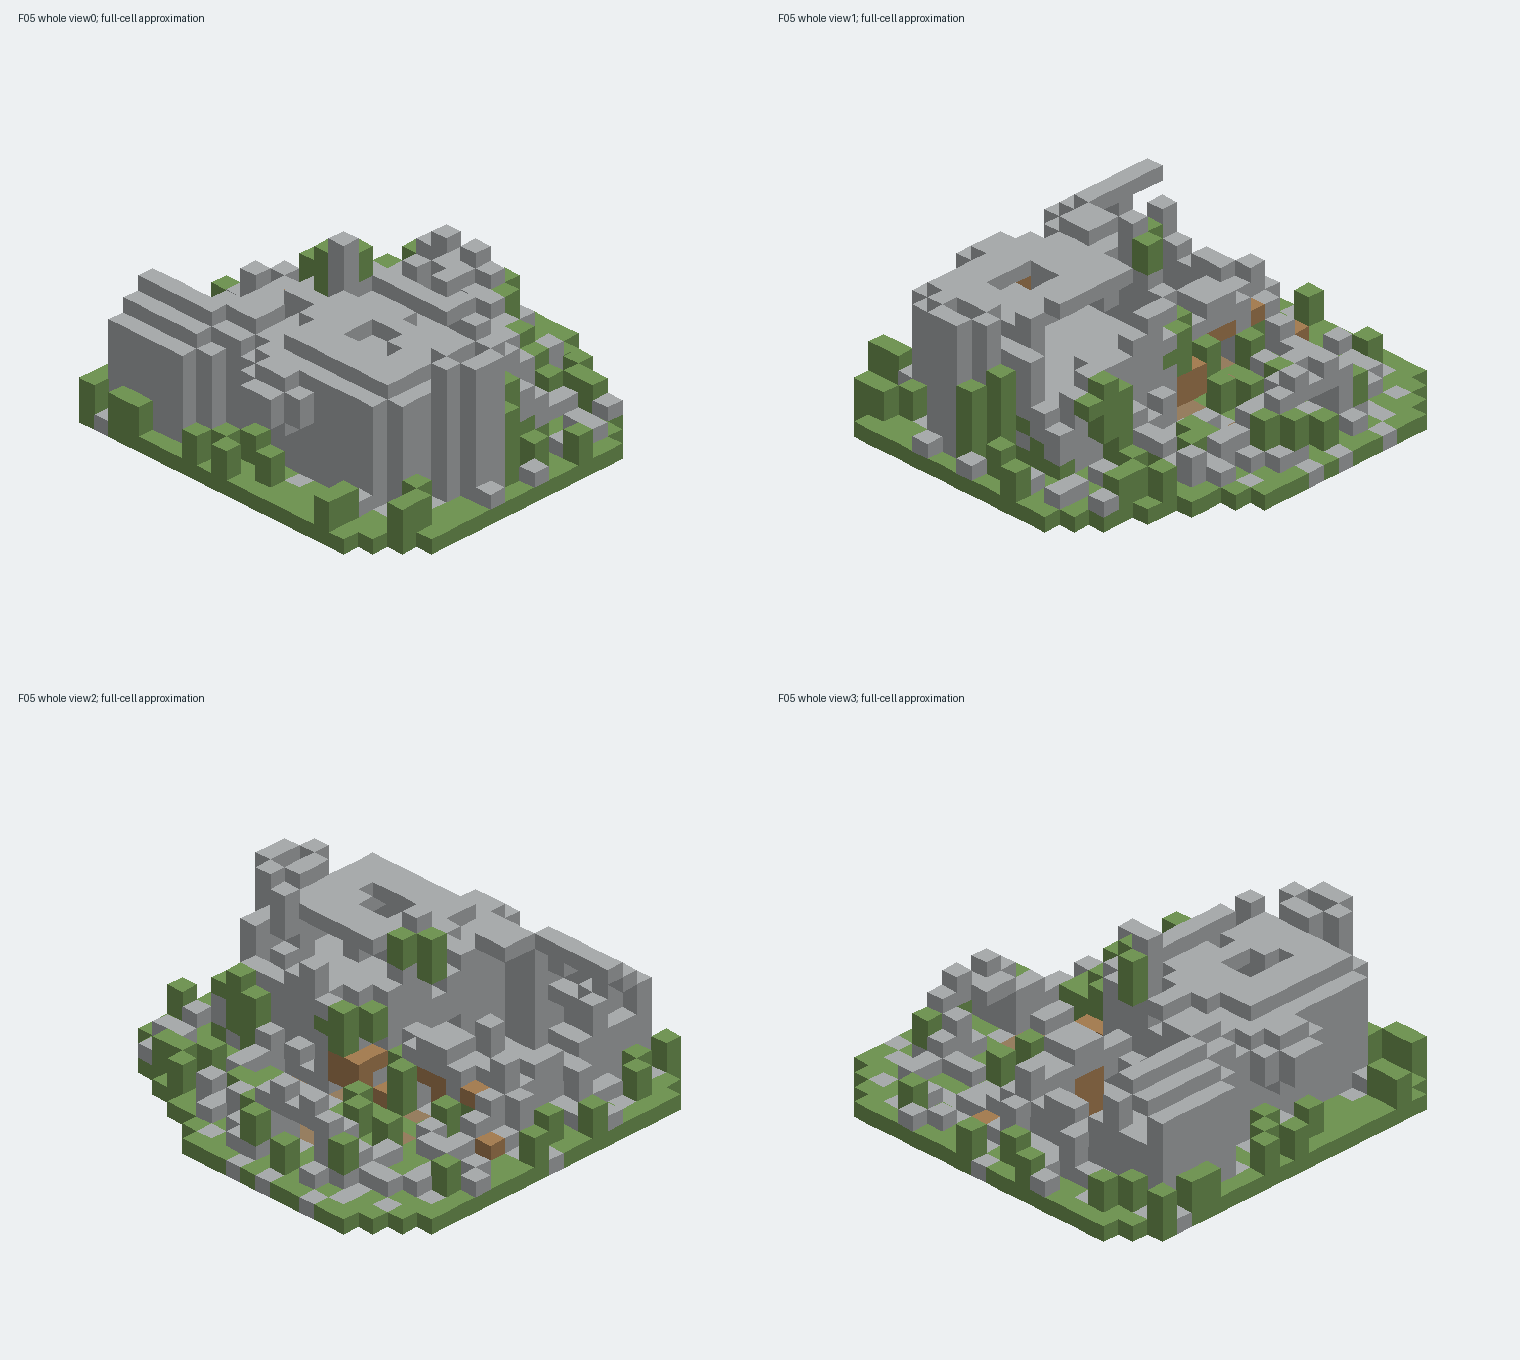 F05 whole view0; full-cell approximation
F05 whole view1; full-cell approximation
F05 whole view2; full-cell approximation
F05 whole view3; full-cell approximation